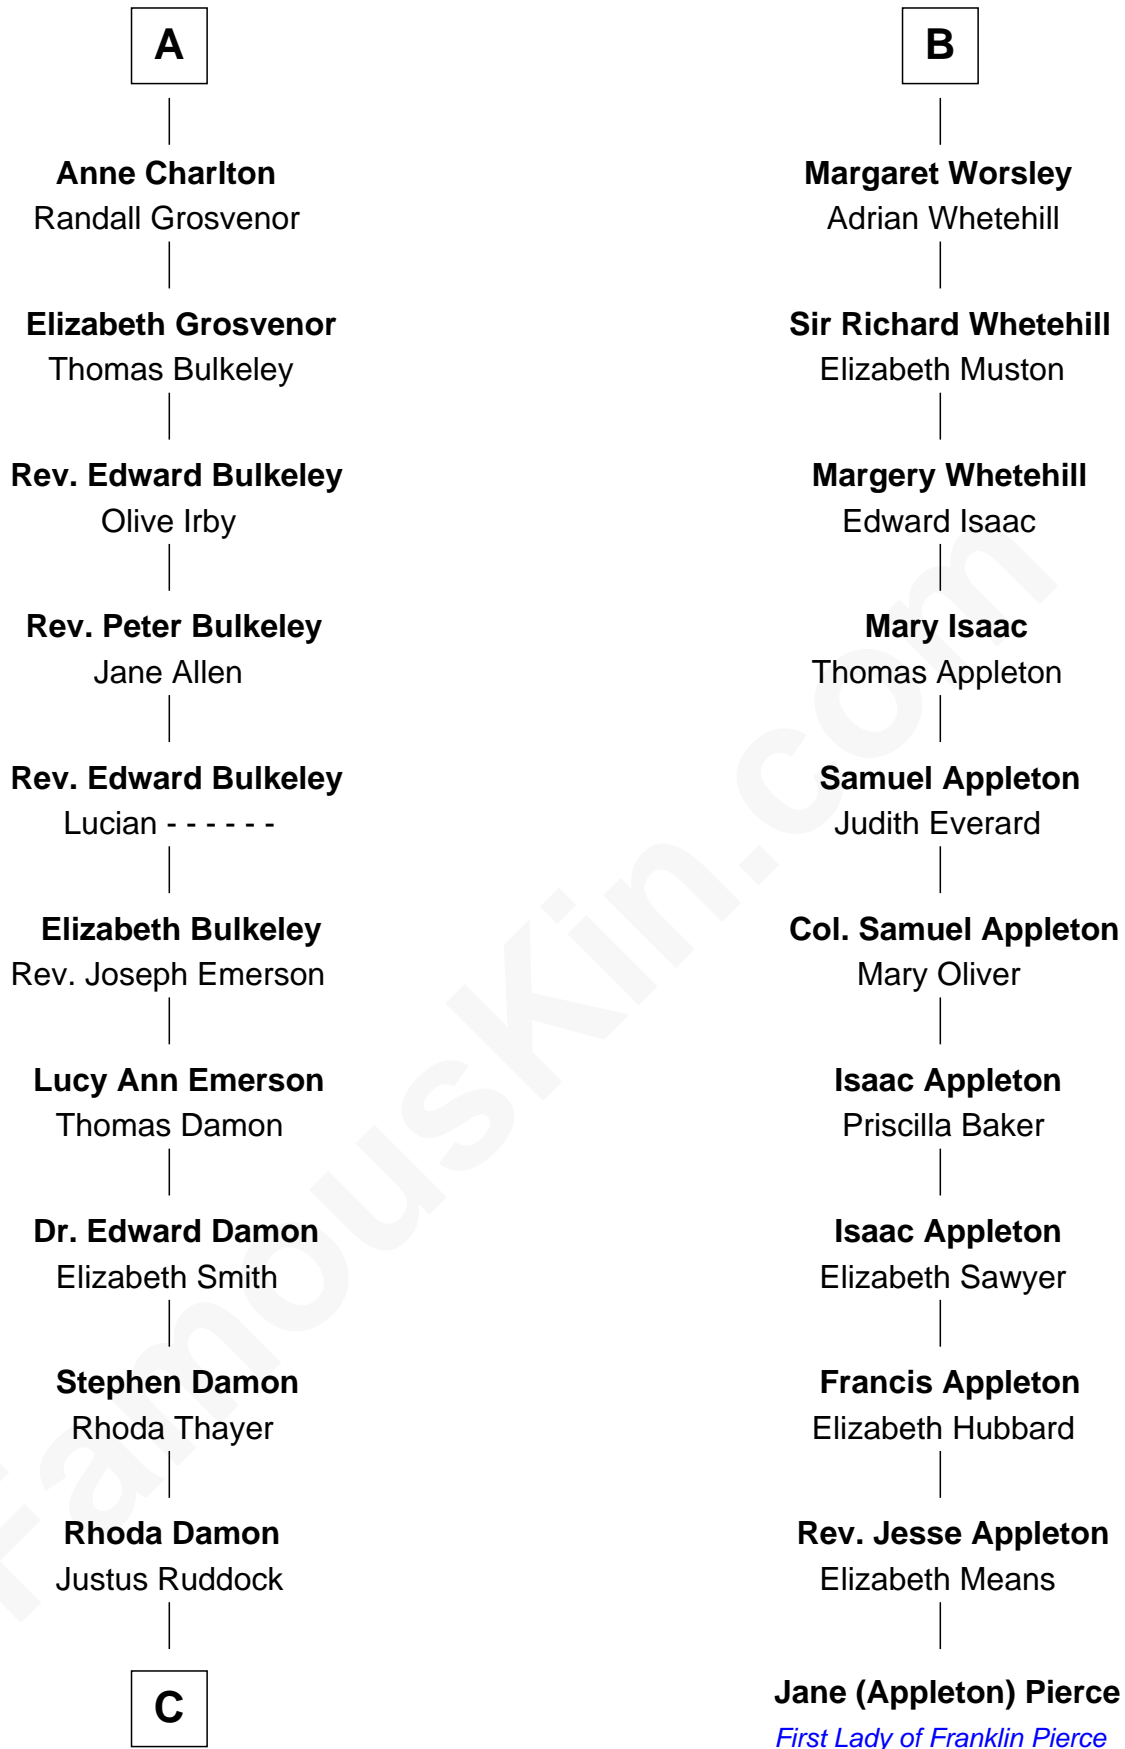 A
Anne Charlton
Randall Grosvenor
Elizabeth Grosvenor
Thomas Bulkeley
Rev. Edward Bulkeley
Olive Irby
Rev. Peter Bulkeley
Jane Allen
Rev. Edward Bulkeley
Lucian - - - - - -
Elizabeth Bulkeley
Rev. Joseph Emerson
Lucy Ann Emerson
Thomas Damon
Dr. Edward Damon
Elizabeth Smith
Stephen Damon
Rhoda Thayer
Rhoda Damon
Justus Ruddock
C
B
Margaret Worsley
Adrian Whetehill
Sir Richard Whetehill
Elizabeth Muston
Margery Whetehill
Edward Isaac
Mary Isaac
Thomas Appleton
Samuel Appleton
Judith Everard
Col. Samuel Appleton
Mary Oliver
Isaac Appleton
Priscilla Baker
Isaac Appleton
Elizabeth Sawyer
Francis Appleton
Elizabeth Hubbard
Rev. Jesse Appleton
Elizabeth Means
Jane (Appleton) Pierce
First Lady of Franklin Pierce
FamousKin.com